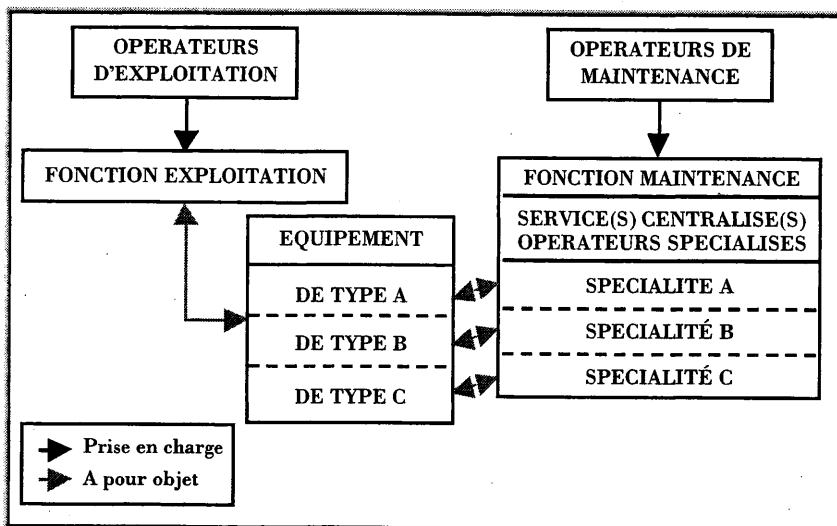 OPERATEURS
D'EXPLOITATION
OPERATEURS DE
MAINTENANCE
FONCTION EXPLOITATION
FONCTION MAINTENANCE
SERVICE(S) CENTRALISE(S)
OPERATEURS SPECIALISES
EQUIPEMENT
DE TYPE A
SPECIALITE A
DE TYPE B
SPECIALITÉ B
DE TYPE C
SPECIALITÉ C
Prise en charge
A pour objet